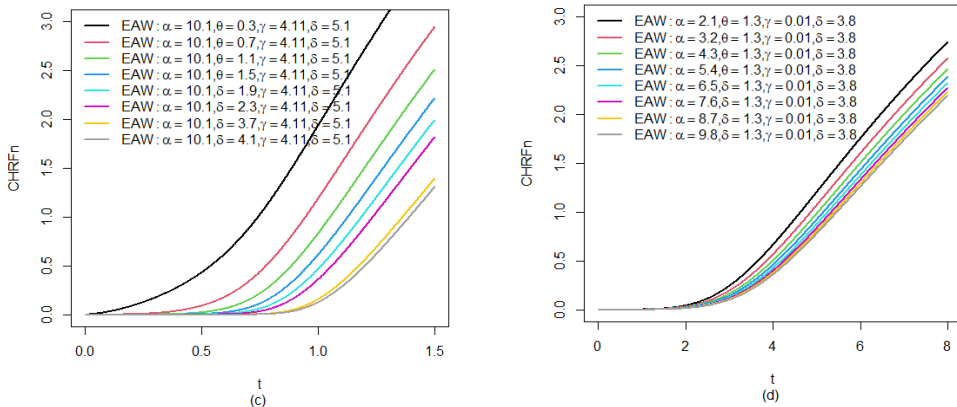 EAW : α = 10.1,θ = 0.3,γ = 4.11,δ = 5.1
EAW : α = 10.1,θ = 0.7,γ = 4.11,δ = 5.1
EAW : α = 10.1,θ = 1.1,γ = 4.11,δ = 5.1
EAW : α = 10.1,θ = 1.5,γ = 4.11,δ = 5.1
EAW : α = 10.1,δ = 1.9,γ = 4.11,δ = 5.1
EAW : α = 10.1,δ = 2.3,γ = 4.11,δ = 5.1
EAW : α = 10.1,δ = 3.7,γ = 4.11,δ = 5.1
EAW : α = 10.1,δ = 4.1,γ = 4.11,δ = 5.1
CHRFn
3.0
2.5
2.0
1.5
1.0
0.5
0.0
0.0 0.5 1.0 1.5
t
(c)
EAW : α = 2.1,θ = 1.3,γ = 0.01,δ = 3.8
EAW : α = 3.2,θ = 1.3,γ = 0.01,δ = 3.8
EAW : α = 4.3,θ = 1.3,γ = 0.01,δ = 3.8
EAW : α = 5.4,θ = 1.3,γ = 0.01,δ = 3.8
EAW : α = 6.5,δ = 1.3,γ = 0.01,δ = 3.8
EAW : α = 7.6,δ = 1.3,γ = 0.01,δ = 3.8
EAW : α = 8.7,δ = 1.3,γ = 0.01,δ = 3.8
EAW : α = 9.8,δ = 1.3,γ = 0.01,δ = 3.8
CHRFn
3.0
2.5
2.0
1.5
1.0
0.5
0.0
0 2 4 6 8
t
(d)